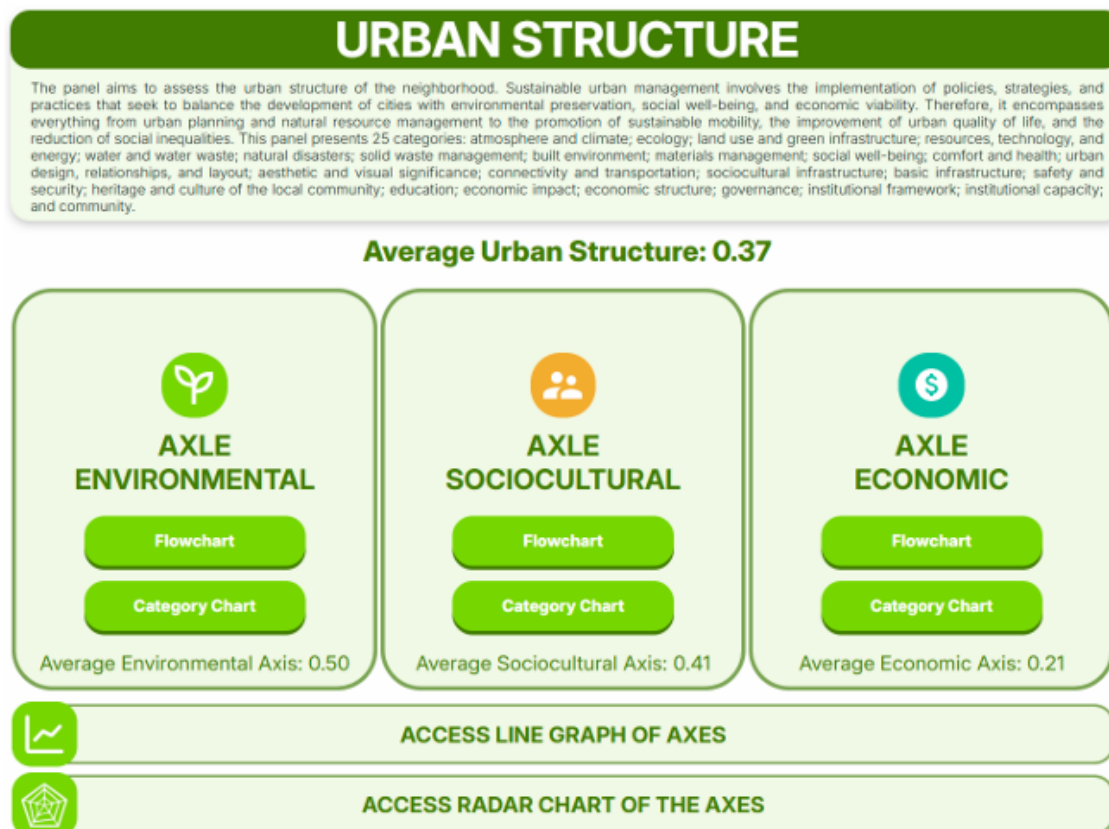 URBAN STRUCTURE
The panel aims to assess the urban structure of the neighborhood. Sustainable urban management involves the implementation of policies, strategies, and
practices that seek to balance the development of cities with environmental preservation, social well-being, and economic viability. Therefore, it encompasses
everything from urban planning and natural resource management to the promotion of sustainable mobility, the improvement of urban quality of life, and the
reduction of social inequalities. This panel presents 25 categories: atmosphere and climate; ecology; land use and green infrastructure; resources, technology, and
energy; water and water waste; natural disasters; solid waste management; built environment; materials management; social well-being; comfort and health; urban
design, relationships, and layout; aesthetic and visual significance; connectivity and transportation; sociocultural infrastructure; basic infrastructure; safety and
security; heritage and culture of the local community; education; economic impact; economic structure; governance; institutional framework; institutional capacity;
and community.
Average Urban Structure: 0.37
AXLE
ENVIRONMENTAL
Flowchart
Category Chart
Average Environmental Axis: 0.50
AXLE
SOCIOCULTURAL
Flowchart
Category Chart
Average Sociocultural Axis: 0.41
AXLE
ECONOMIC
Flowchart
Category Chart
Average Economic Axis: 0.21
ACCESS LINE GRAPH OF AXES
ACCESS RADAR CHART OF THE AXES